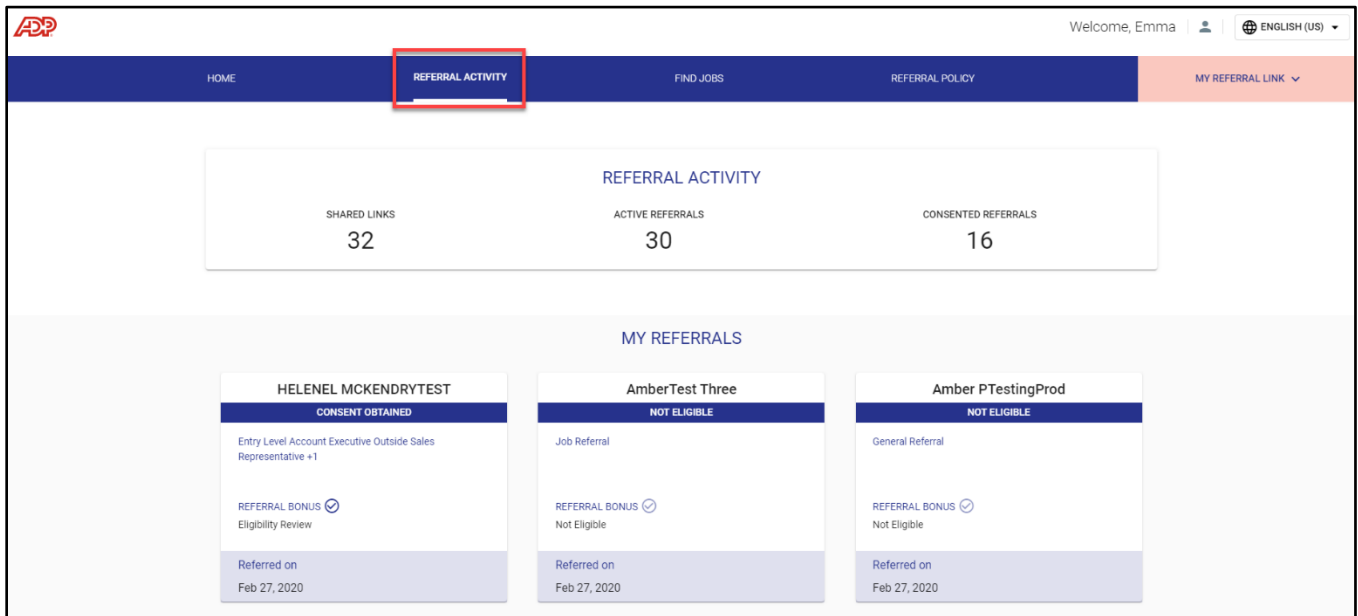 ADP
Welcome, Emma
ENGLISH (US)
HOME
REFERRAL ACTIVITY
FIND JOBS
REFERRAL POLICY
MY REFERRAL LINK
REFERRAL ACTIVITY
SHARED LINKS
ACTIVE REFERRALS
CONSENTED REFERRALS
32
30
16
MY REFERRALS
HELENEL MCKENDRYTEST
CONSENT OBTAINED
Entry Level Account Executive Outside Sales
Representative +1
REFERRAL BONUS
Eligibility Review
Referred on
Feb 27, 2020
AmberTest Three
NOT ELIGIBLE
Job Referral
REFERRAL BONUS
Not Eligible
Referred on
Feb 27, 2020
Amber PTestingProd
NOT ELIGIBLE
General Referral
REFERRAL BONUS
Not Eligible
Referred on
Feb 27, 2020